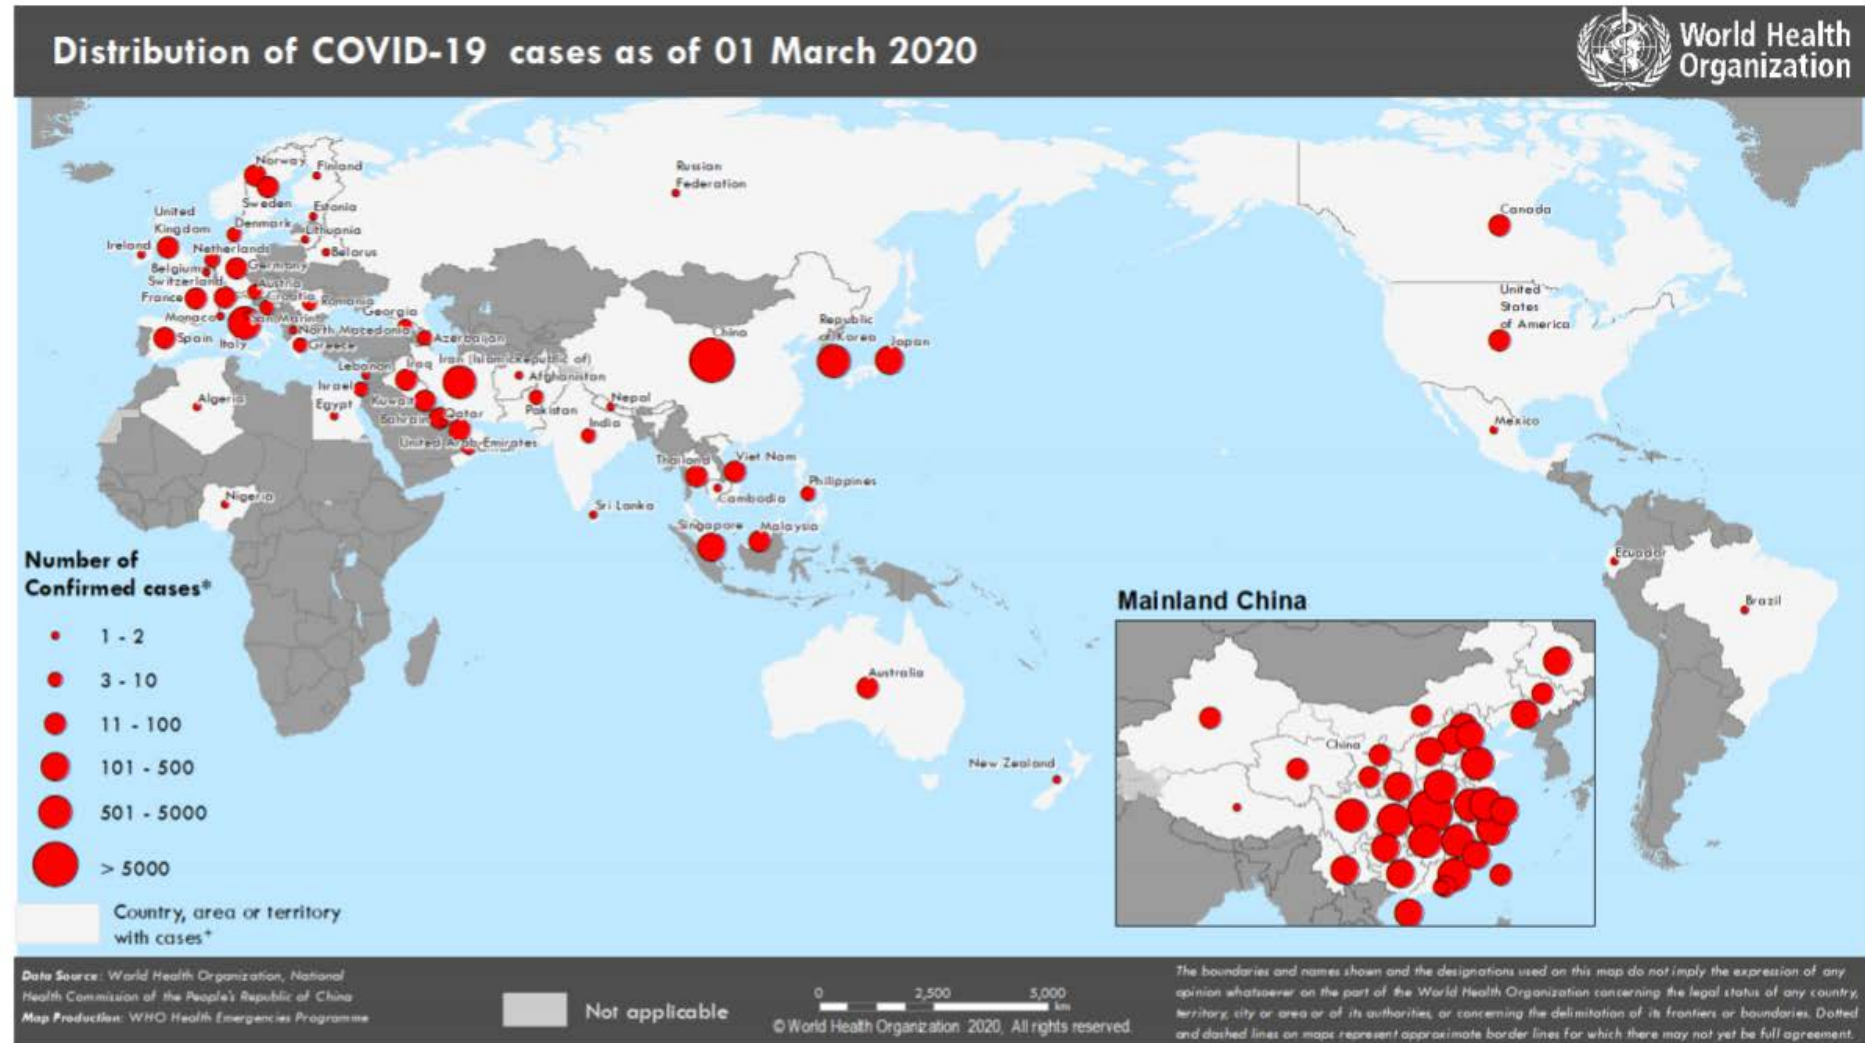 Distribution of COVID-19 cases as of 01 March 2020
World Health
Organization
Norway
Finland
Russian
Federation
Sweden
Estonia
United
Kingdom
Denmark
Lithuania
Ireland
Netherlands
Belarus
Belgium
Germany
Switzerland
Austria
France
Croatia
Romania
Monaco
San Marino
Georgia
North Macedonia
Azerbaijan
Spain
Italy
Greece
Lebanon
Iraq
Iran (Islamic Republic of)
Afghanistan
Israel
Algeria
Egypt
Kuwait
Bahrain
Qatar
Pakistan
Nepal
India
United Arab Emirates
China
Republic
of Korea
Japan
Thailand
Viet Nam
Cambodia
Philippines
Nigeria
Sri Lanka
Singapore
Malaysia
Australia
New Zealand
Canada
United
States
of America
Mexico
Ecuador
Brazil
Number of
Confirmed cases*
1 - 2
3 - 10
11 - 100
101 - 500
501 - 5000
> 5000
Country, area or territory
with cases+
Mainland China
China
Data Source: World Health Organization, National
Health Commission of the People's Republic of China
Map Production: WHO Health Emergencies Programme
Not applicable
0 2,500 5,000
km
© World Health Organization 2020, All rights reserved.
The boundaries and names shown and the designations used on this map do not imply the expression of any
opinion whatsoever on the part of the World Health Organization concerning the legal status of any country,
territory, city or area or of its authorities, or concerning the delimitation of its frontiers or boundaries. Dotted
and dashed lines on maps represent approximate border lines for which there may not yet be full agreement.